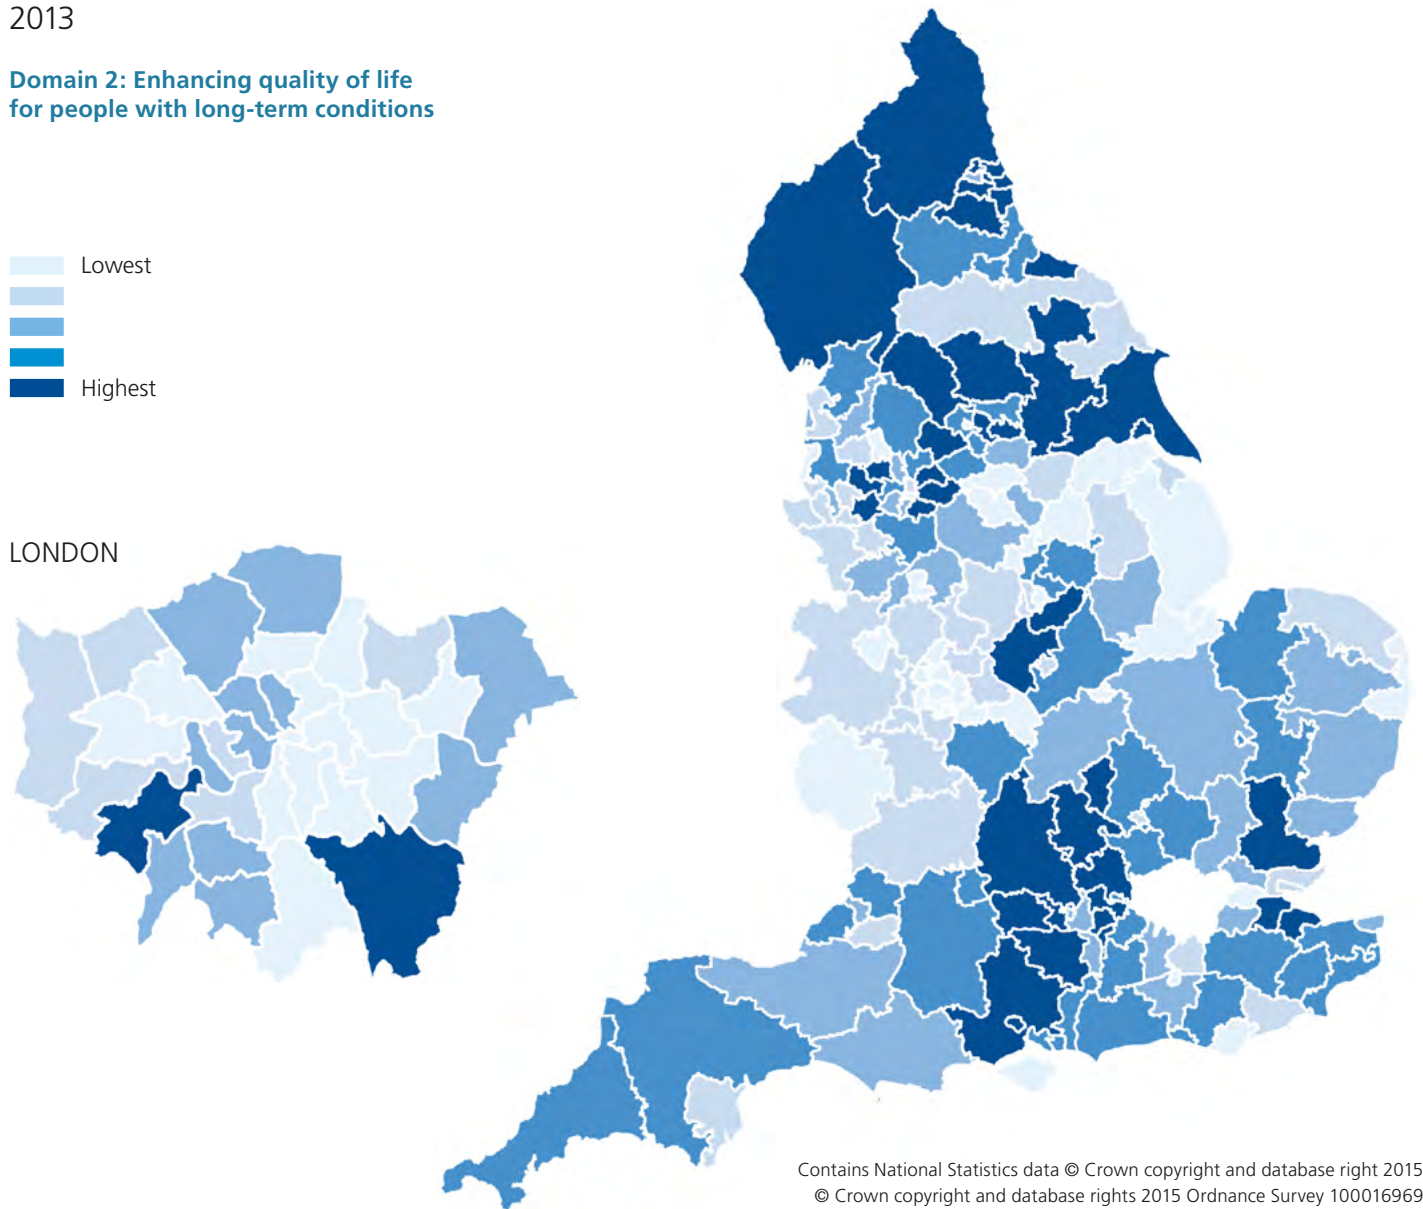 2013
Domain 2: Enhancing quality of life
for people with long-term conditions
Lowest
Highest
LONDON
Contains National Statistics data © Crown copyright and database right 2015
© Crown copyright and database rights 2015 Ordnance Survey 100016969